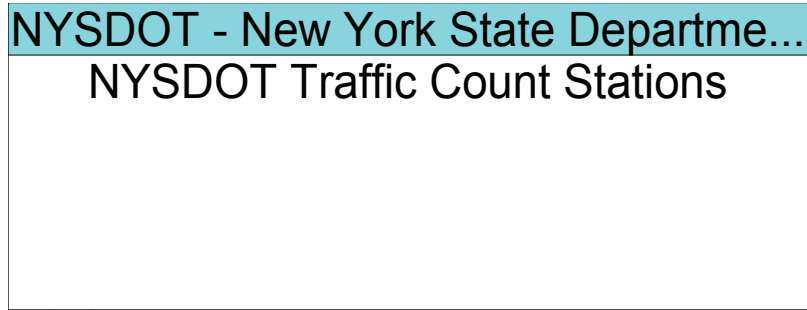 NYSDOT - New York State Departme...
NYSDOT Traffic Count Stations